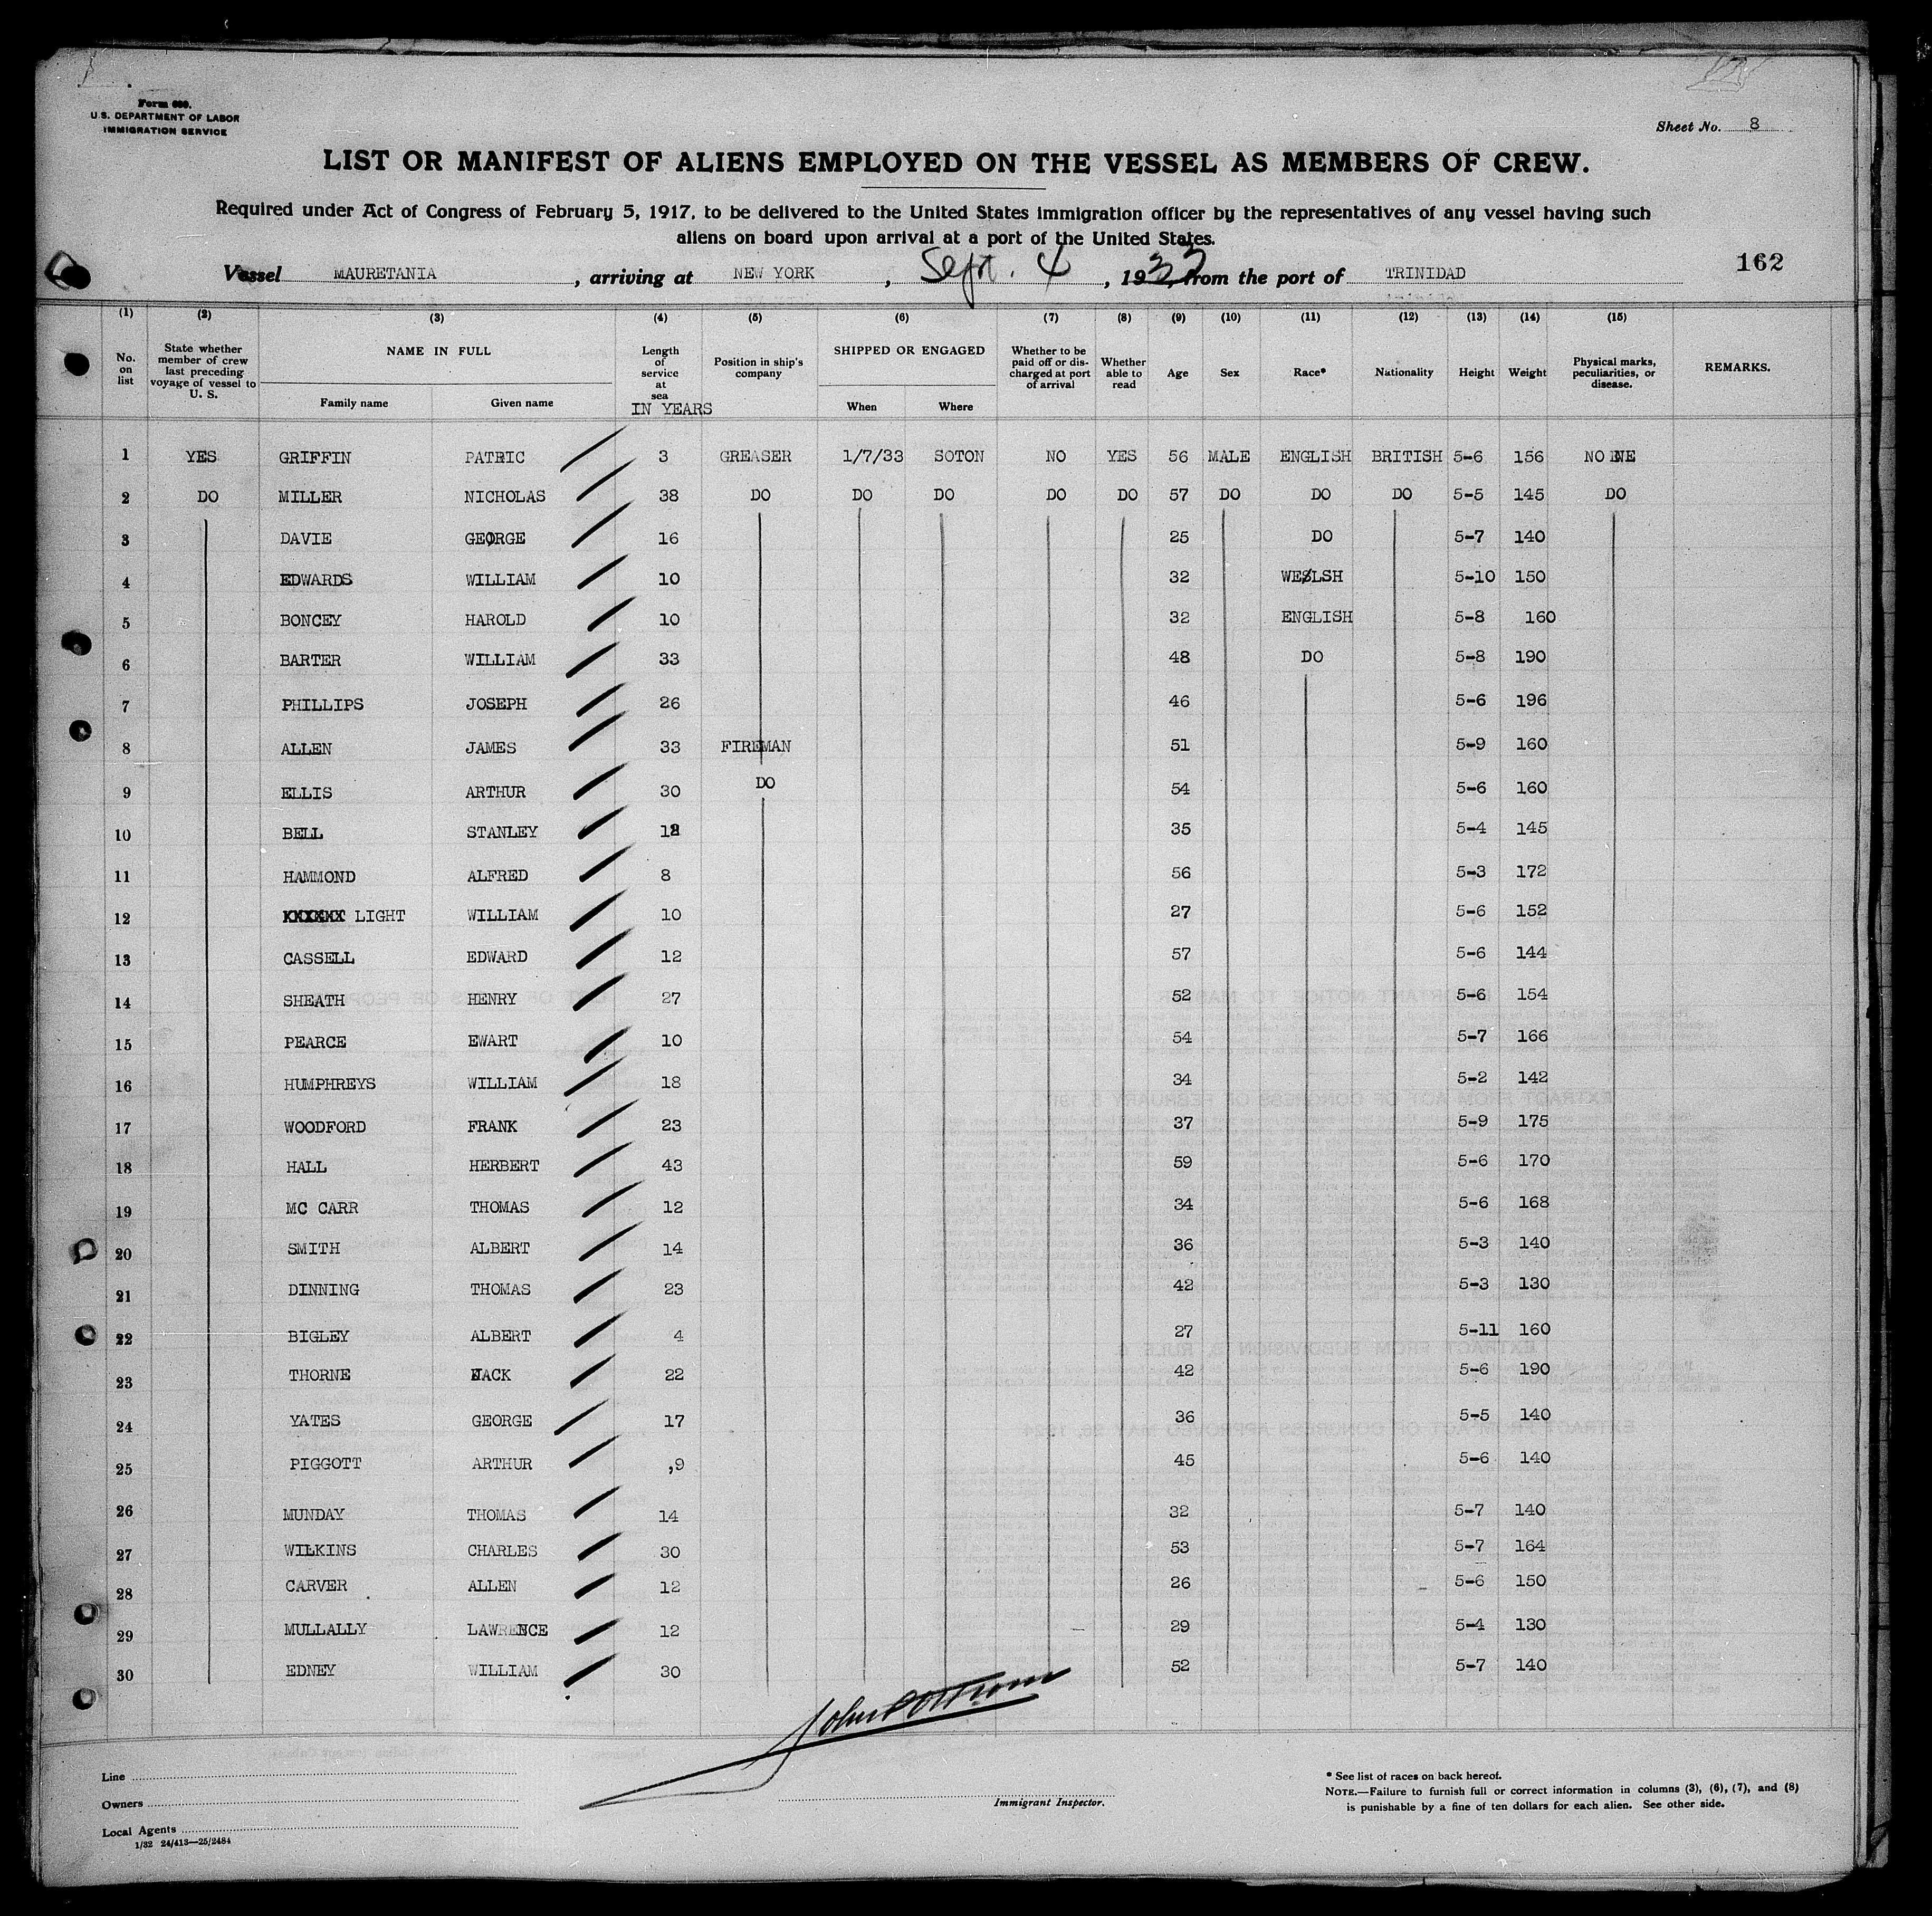 Form 680.
U.S. DEPARTMENT OF LABOR
IMMIGRATION SERVICE
Sheet No. 8
LIST OR MANIFEST OF ALIENS EMPLOYED ON THE VESSEL AS MEMBERS OF CREW.
Required under Act of Congress of February 5, 1917, to be delivered to the United States immigration officer by the representatives of any vessel having such
aliens on board upon arrival at a port of the United States.
Vessel MAURETANIA, arriving at NEW YORK, Sept. 4, 1933, from the port of TRINIDAD 162
(1) (2) (3) (4) (5) (6) (7) (8) (9) (10) (11) (12) (13) (14) (15)
No. on list State whether member of crew last preceding voyage of vessel to U. S. NAME IN FULL Family name Given name Length of service at sea IN YEARS Position in ship's company SHIPPED OR ENGAGED When Where Whether to be paid off or discharged at port of arrival Whether able to read Age Sex Race* Nationality Height Weight Physical marks, peculiarities, or disease. REMARKS.
1 YES GRIFFIN PATRIC 3 GREASER 1/7/33 SOTON NO YES 56 MALE ENGLISH BRITISH 5-6 156 NONE
2 DO MILLER NICHOLAS 38 DO DO DO DO DO 57 DO DO DO 5-5 145 DO
3 DAVIE GEORGE 16 25 DO 5-7 140
4 EDWARDS WILLIAM 10 32 WELSH 5-10 150
5 BONCEY HAROLD 10 32 ENGLISH 5-8 160
6 BARTER WILLIAM 33 48 DO 5-8 190
7 PHILLIPS JOSEPH 26 46 5-6 196
8 ALLEN JAMES 33 FIREMAN 51 5-9 160
9 ELLIS ARTHUR 30 DO 54 5-6 160
10 BELL STANLEY 35 5-4 145
11 HAMMOND ALFRED 8 56 5-3 172
12 XXXXXX LIGHT WILLIAM 10 27 5-6 152
13 CASSELL EDWARD 12 57 5-6 144
14 SHEATH HENRY 27 52 5-6 154
15 PEARCE EWART 10 54 5-7 166
16 HUMPHREYS WILLIAM 18 34 5-2 142
17 WOODFORD FRANK 23 37 5-9 175
18 HALL HERBERT 43 59 5-6 170
19 MC CARR THOMAS 12 34 5-6 168
20 SMITH ALBERT 14 36 5-3 140
21 DINNING THOMAS 23 42 5-3 130
22 BIGLEY ALBERT 4 27 5-11 160
23 THORNE JACK 22 42 5-6 190
24 YATES GEORGE 17 36 5-5 140
25 PIGGOTT ARTHUR ,9 45 5-6 140
26 MUNDAY THOMAS 14 32 5-7 140
27 WILKINS CHARLES 30 53 5-7 164
28 CARVER ALLEN 12 26 5-6 150
29 MULLALLY LAWRENCE 12 29 5-4 130
30 EDNEY WILLIAM 30 52 5-7 140
Line
Owners
Local Agents
1/32 24/413—25/2484
Immigrant Inspector.
* See list of races on back hereof.
NOTE.—Failure to furnish full or correct information in columns (3), (6), (7), and (8)
is punishable by a fine of ten dollars for each alien. See other side.